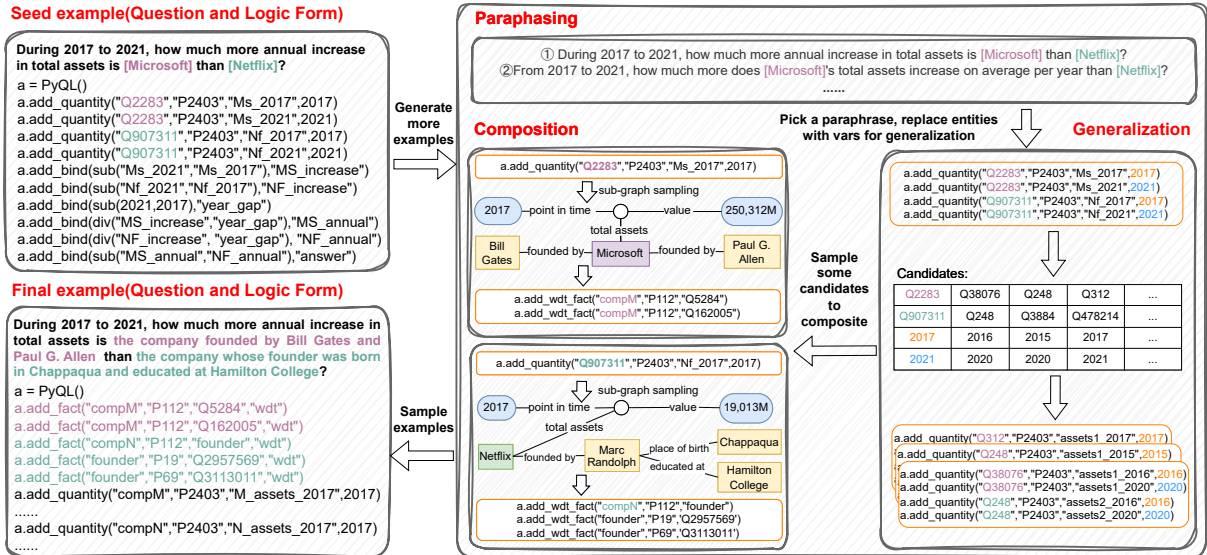 Seed example(Question and Logic Form)
During 2017 to 2021, how much more annual increase
in total assets is [Microsoft] than [Netflix]?
a = PyQL()
a.add_quantity("Q2283","P2403","Ms_2017",2017)
a.add_quantity("Q2283","P2403","Ms_2021",2021)
a.add_quantity("Q907311","P2403","Nf_2017",2017)
a.add_quantity("Q907311","P2403","Nf_2021",2021)
a.add_bind(sub("Ms_2021","Ms_2017"),"MS_increase")
a.add_bind(sub("Nf_2021","Nf_2017"),"NF_increase")
a.add_bind(sub(2021,2017),"year_gap")
a.add_bind(div("MS_increase","year_gap"),"MS_annual")
a.add_bind(div("NF_increase", "year_gap"), "NF_annual")
a.add_bind(sub("MS_annual","NF_annual"),"answer")
Final example(Question and Logic Form)
During 2017 to 2021, how much more annual increase in
total assets is the company founded by Bill Gates and
Paul G. Allen than the company whose founder was born
in Chappaqua and educated at Hamilton College?
a = PyQL()
a.add_fact("compM","P112","Q5284","wdt")
a.add_fact("compM","P112","Q162005","wdt")
a.add_fact("compN","P112","founder","wdt")
a.add_fact("founder","P19","Q2957569","wdt")
a.add_fact("founder","P69","Q3113011","wdt")
a.add_quantity("compM","P2403","M_assets_2017",2017)
......
a.add_quantity("compN","P2403","N_assets_2017",2017)
......
Generate
more
examples
Sample
examples
Paraphasing
① During 2017 to 2021, how much more annual increase in total assets is [Microsoft] than [Netflix]?
②From 2017 to 2021, how much more does [Microsoft]'s total assets increase on average per year than [Netflix]?
......
Pick a paraphrase, replace entities
with vars for generalization
Composition
a.add_quantity("Q2283","P2403","Ms_2017",2017)
sub-graph sampling
2017
point in time
value
250,312M
total assets
Bill
Gates
founded by
Microsoft
founded by
Paul G.
Allen
a.add_wdt_fact("compM","P112","Q5284")
a.add_wdt_fact("compM","P112","Q162005")
a.add_quantity("Q907311","P2403","Nf_2017",2017)
sub-graph sampling
2017
point in time
value
19,013M
total assets
Netflix
founded by
Marc
Randolph
place of birth
Chappaqua
educated at
Hamilton
College
a.add_wdt_fact("compN","P112","founder")
a.add_wdt_fact("founder","P19","Q2957569")
a.add_wdt_fact("founder","P69","Q3113011")
Sample
some
candidates
to
composite
Generalization
a.add_quantity("Q2283","P2403","Ms_2017",2017)
a.add_quantity("Q2283","P2403","Ms_2021",2021)
a.add_quantity("Q907311","P2403","Nf_2017",2017)
a.add_quantity("Q907311","P2403","Nf_2021",2021)
Candidates:
Q2283 Q38076 Q248 Q312 ...
Q907311 Q248 Q3884 Q478214 ...
2017 2016 2015 2017 ...
2021 2020 2020 2021 ...
a.add_quantity("Q312","P2403","assets1_2017",2017)
a.add_quantity("Q248","P2403","assets1_2015",2015)
a.add_quantity("Q38076","P2403","assets1_2016",2016)
a.add_quantity("Q38076","P2403","assets1_2020",2020)
a.add_quantity("Q248","P2403","assets2_2016",2016)
a.add_quantity("Q248","P2403","assets2_2020",2020)